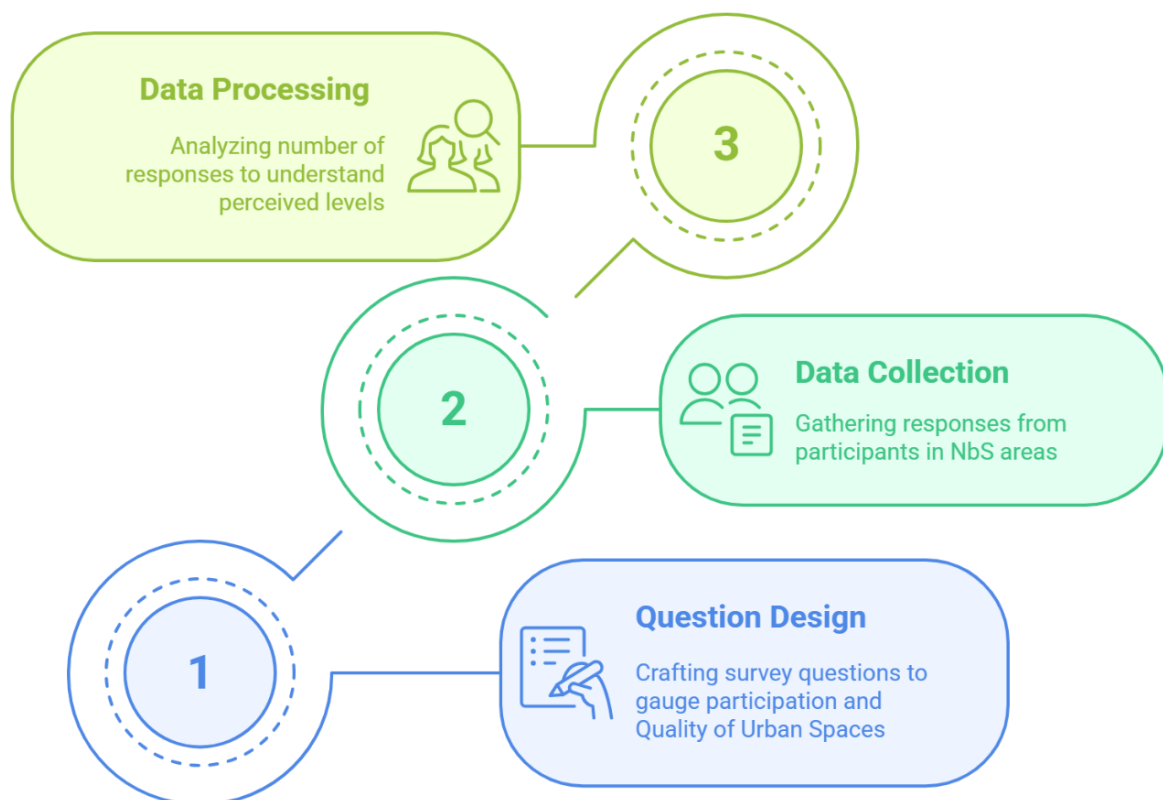 Data Processing
Analyzing number of
responses to understand
perceived levels
3
2
Data Collection
Gathering responses from
participants in NbS areas
1
Question Design
Crafting survey questions to
gauge participation and
Quality of Urban Spaces